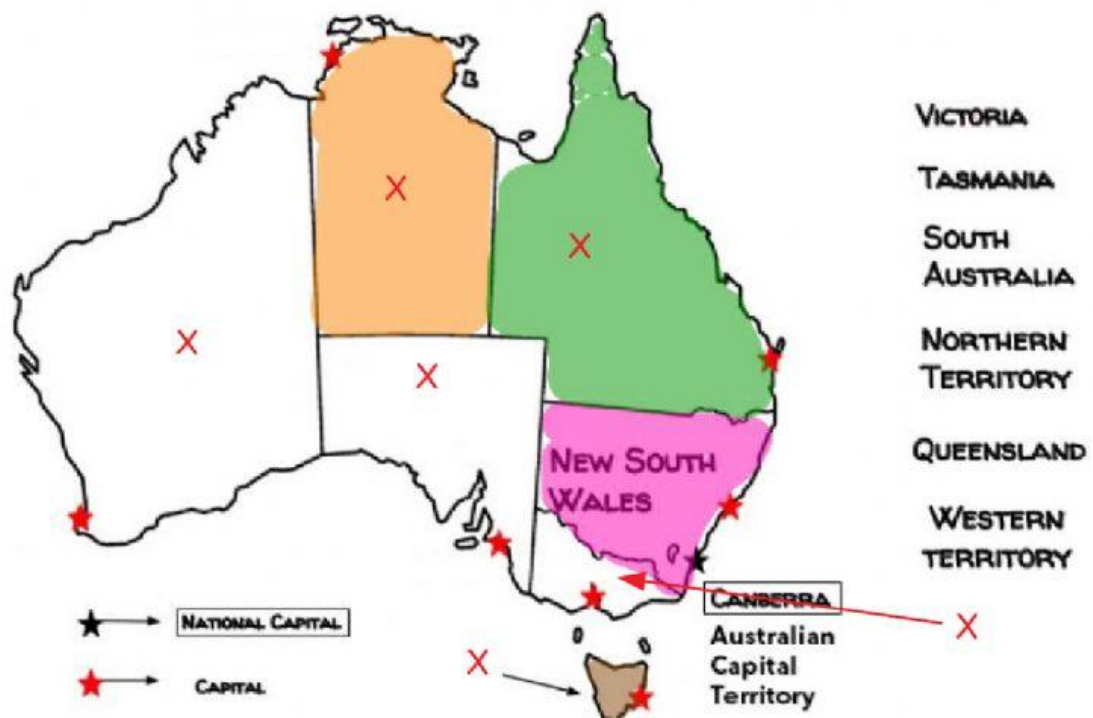 VICTORIA
TASMANIA
SOUTH
AUSTRALIA
NORTHERN
TERRITORY
QUEENSLAND
WESTERN
TERRITORY
NEW SOUTH
WALES
CANBERRA
Australian
Capital
Territory
NATIONAL CAPITAL
CAPITAL
X
X
X
X
X
X